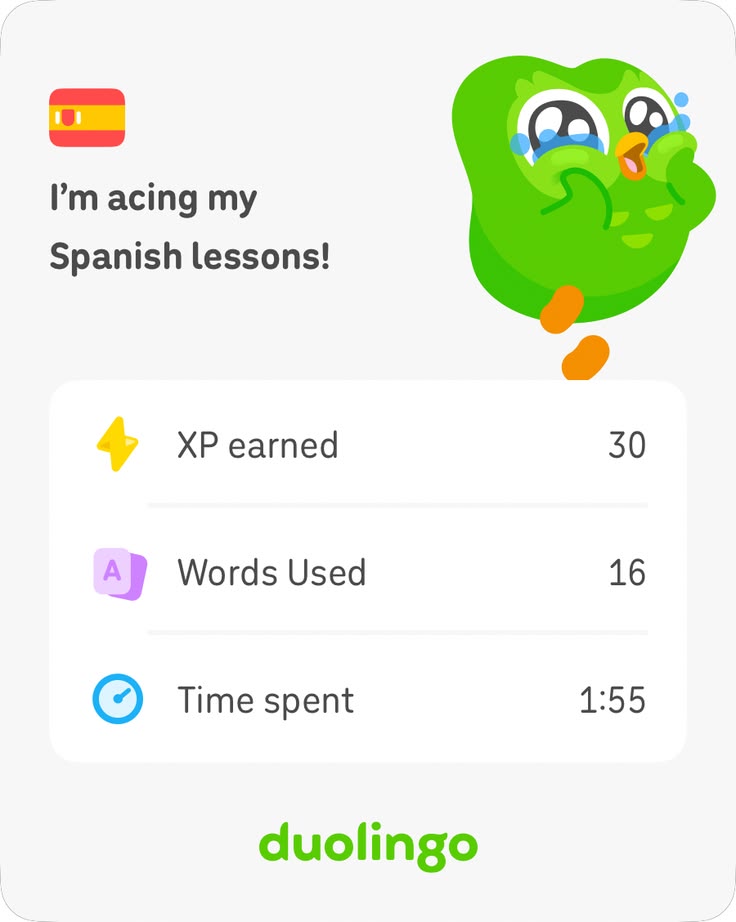 I’m acing my
Spanish lessons!
XP earned 30
A Words Used 16
Time spent 1:55
duolingo